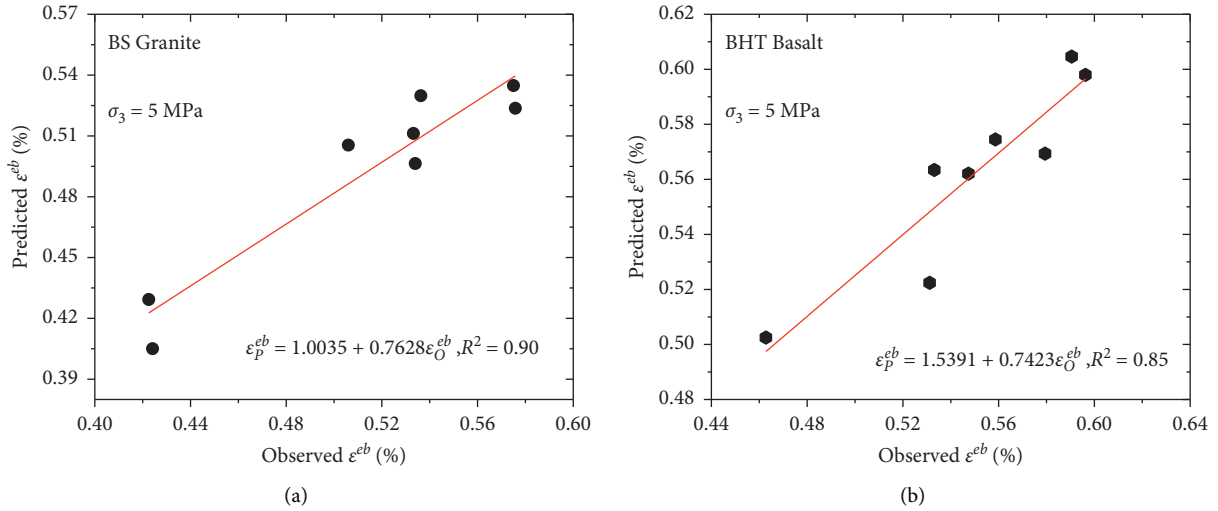 BS Granite
σ3 = 5 MPa
0.57
0.54
0.51
0.48
0.45
0.42
0.39
Predicted ε^eb (%)
ε_P^eb = 1.0035 + 0.7628ε_O^eb ,R² = 0.90
0.40 0.44 0.48 0.52 0.56 0.60
Observed ε^eb (%)
(a)
BHT Basalt
σ3 = 5 MPa
0.62
0.60
0.58
0.56
0.54
0.52
0.50
0.48
Predicted ε^eb (%)
ε_P^eb = 1.5391 + 0.7423ε_O^eb ,R² = 0.85
0.44 0.48 0.52 0.56 0.60 0.64
Observed ε^eb (%)
(b)